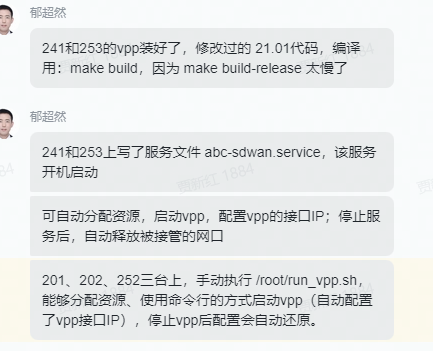 郁超然
241和253的vpp装好了，修改过的 21.01代码，编译
用：make build，因为 make build-release 太慢了
郁超然
241和253上写了服务文件 abc-sdwan.service，该服务
开机启动
可自动分配资源，启动vpp，配置vpp的接口IP；停止服
务后，自动释放被接管的网口
201、202、252三台上，手动执行 /root/run_vpp.sh，
能够分配资源、使用命令行的方式启动vpp（自动配置
了vpp接口IP），停止vpp后配置会自动还原。